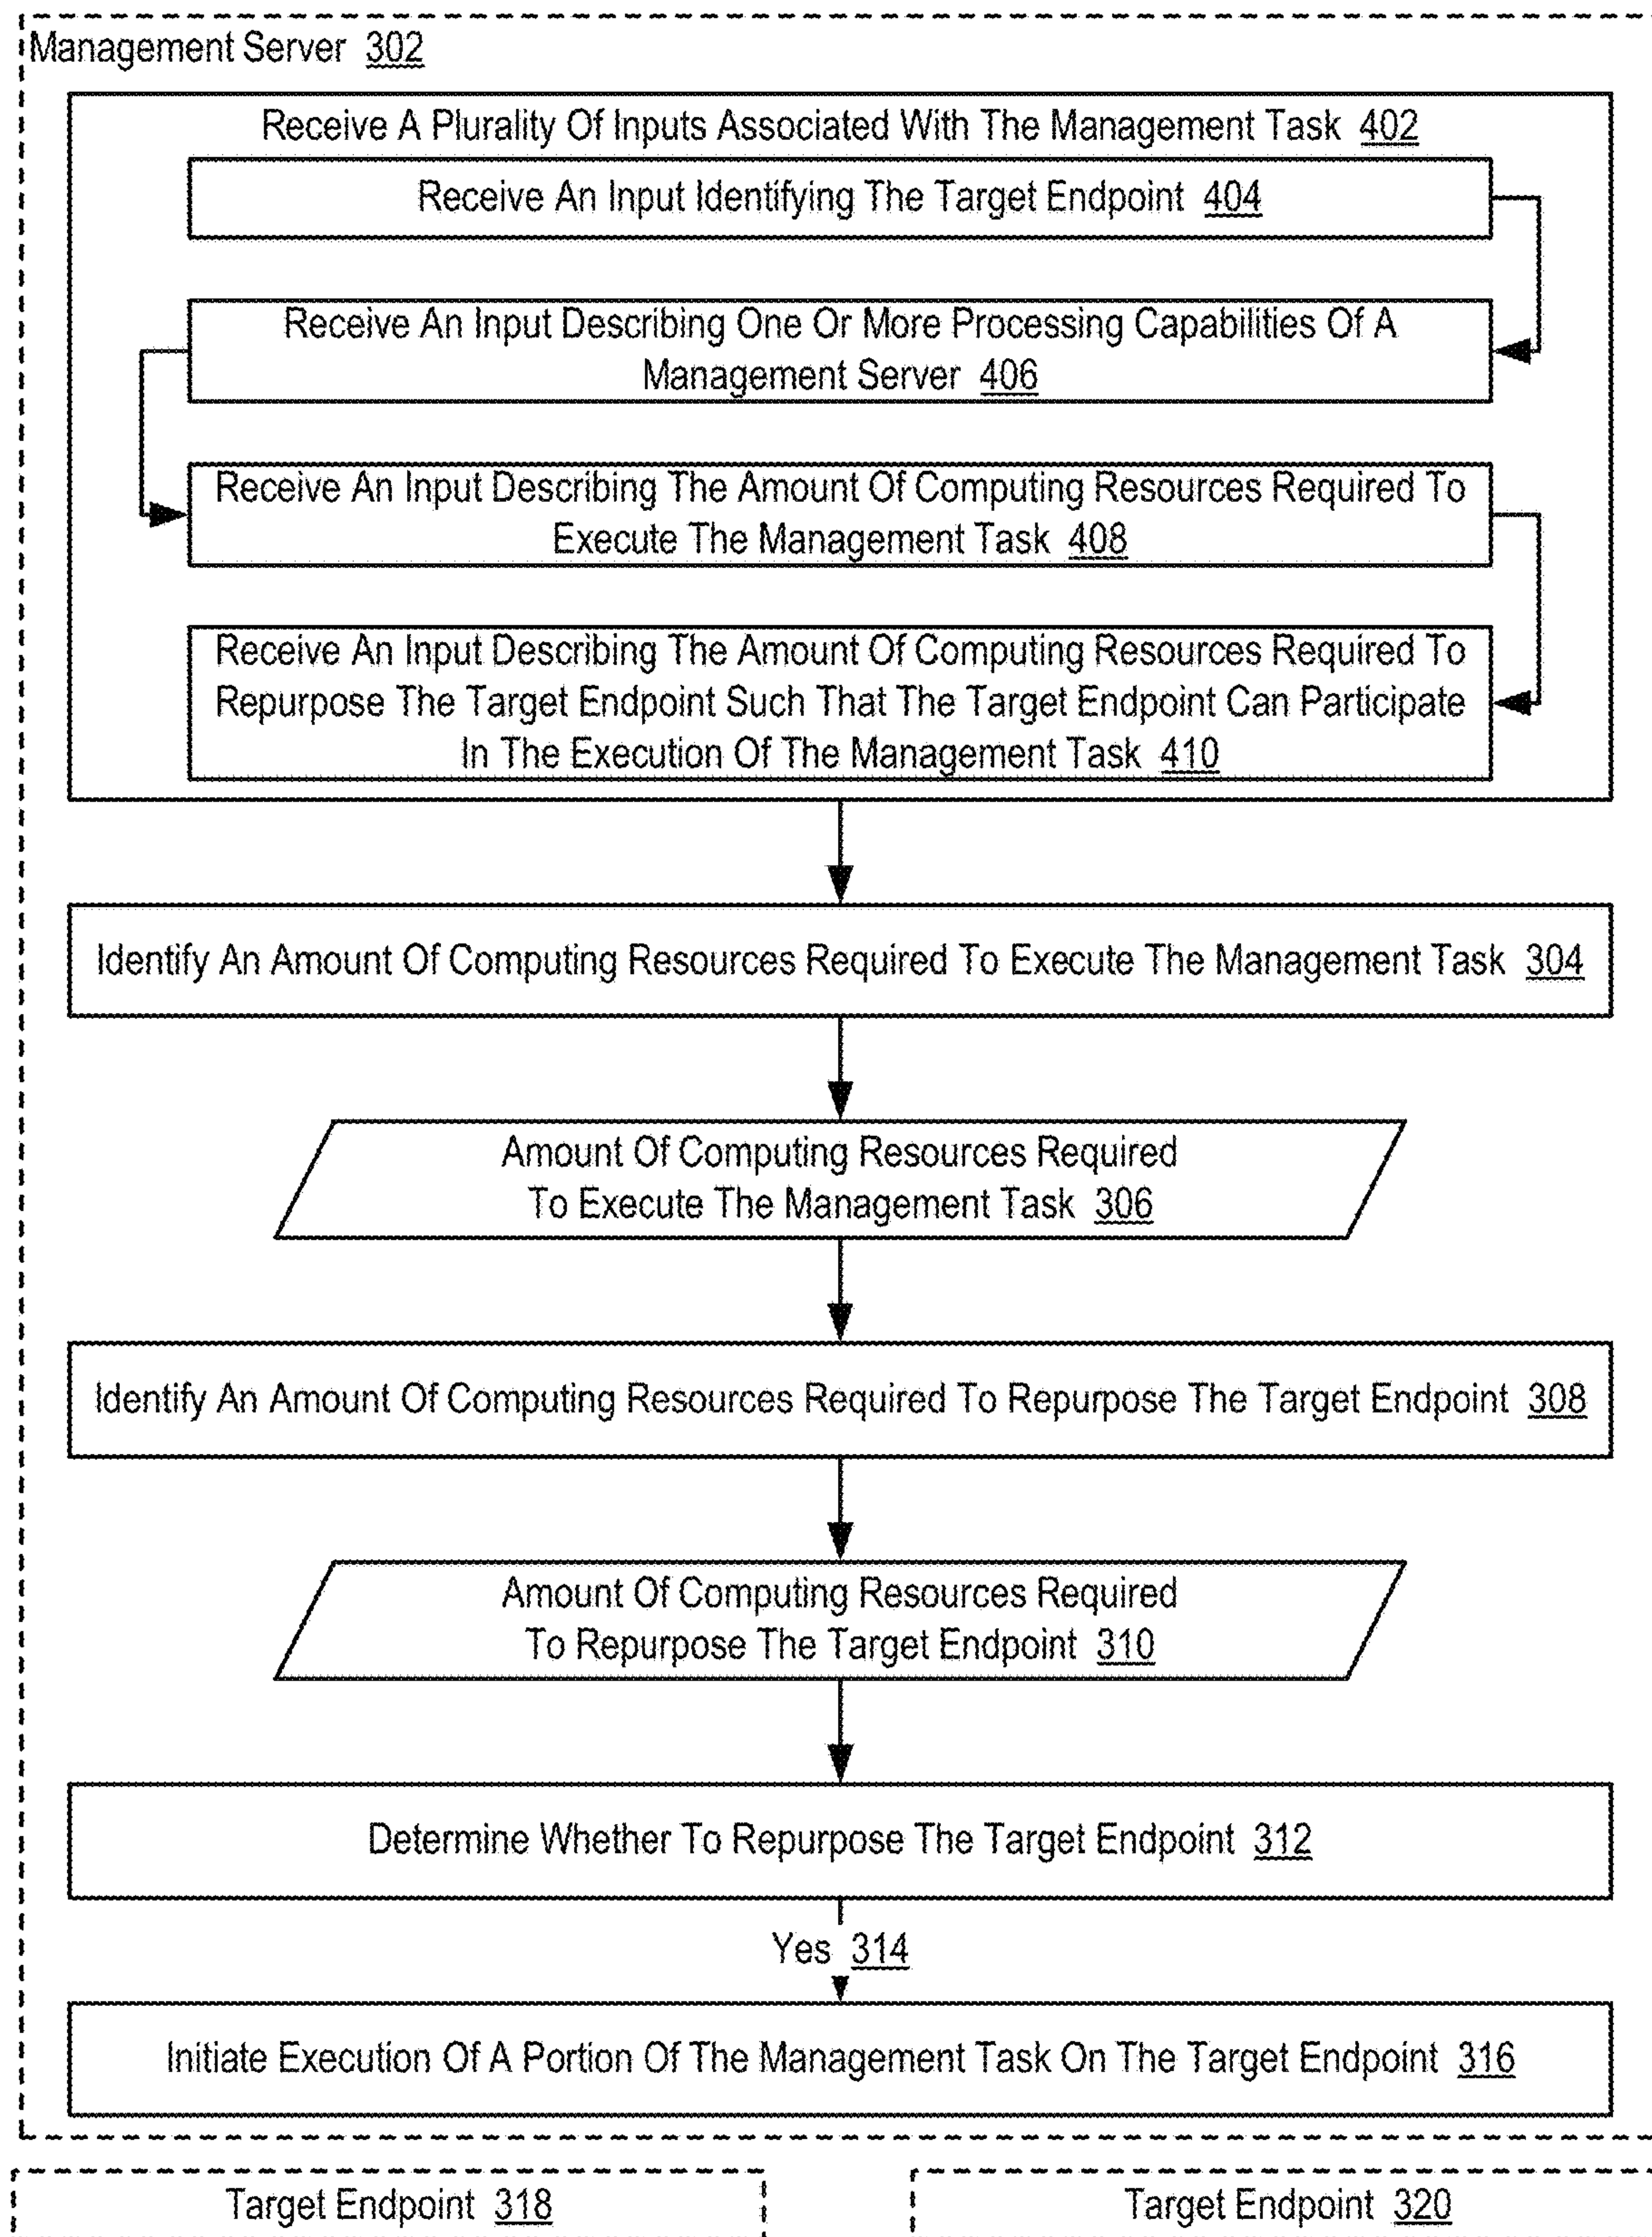 Management Server 302
Receive A Plurality Of Inputs Associated With The Management Task 402
Receive An Input Identifying The Target Endpoint 404
Receive An Input Describing One Or More Processing Capabilities Of A
Management Server 406
Receive An Input Describing The Amount Of Computing Resources Required To
Execute The Management Task 408
Receive An Input Describing The Amount Of Computing Resources Required To
Repurpose The Target Endpoint Such That The Target Endpoint Can Participate
In The Execution Of The Management Task 410
Identify An Amount Of Computing Resources Required To Execute The Management Task 304
Amount Of Computing Resources Required
To Execute The Management Task 306
Identify An Amount Of Computing Resources Required To Repurpose The Target Endpoint 308
Amount Of Computing Resources Required
To Repurpose The Target Endpoint 310
Determine Whether To Repurpose The Target Endpoint 312
Yes 314
Initiate Execution Of A Portion Of The Management Task On The Target Endpoint 316
Target Endpoint 318
Target Endpoint 320